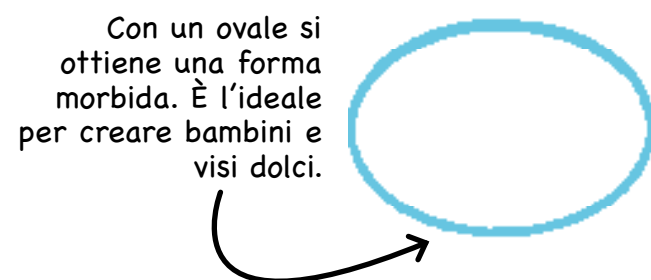 Con un ovale si
ottiene una forma
morbida. È l'ideale
per creare bambini e
visi dolci.